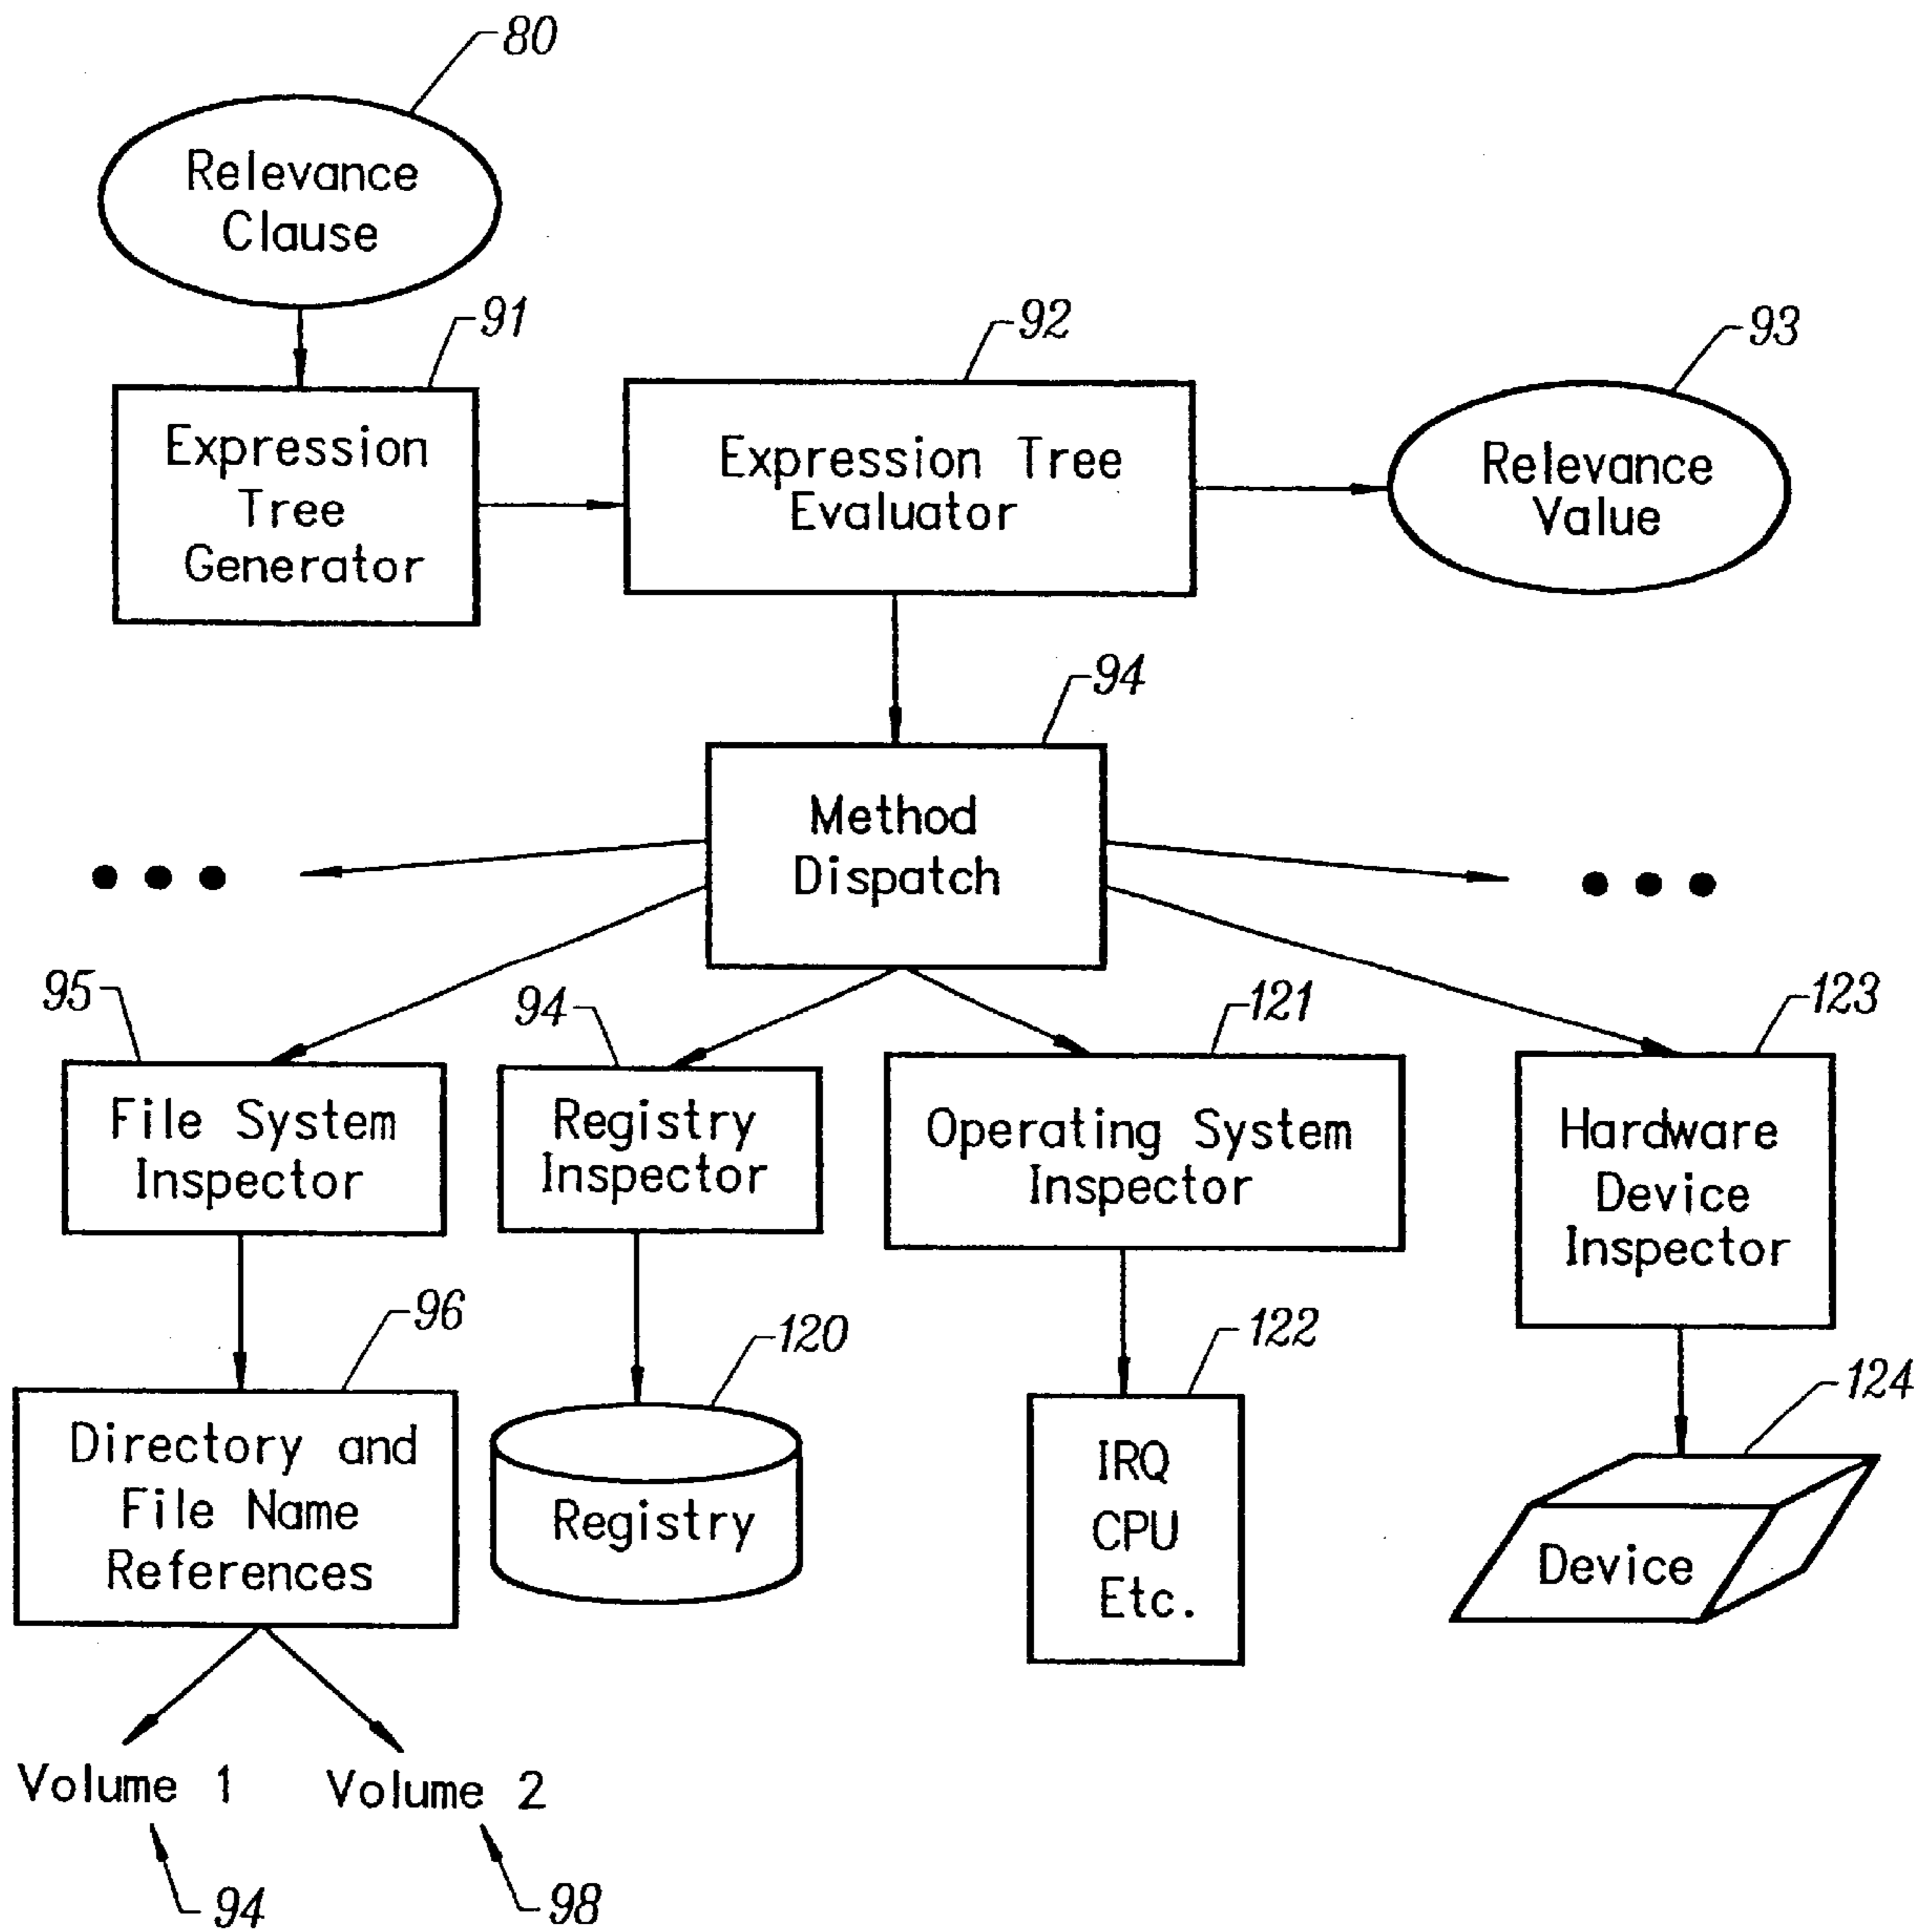 80
Relevance
Clause
91
92
93
Expression
Tree
Generator
Expression Tree
Evaluator
Relevance
Value
94
Method
Dispatch
95
94
121
123
File System
Inspector
Registry
Inspector
Operating System
Inspector
Hardware
Device
Inspector
96
120
122
124
Directory and
File Name
References
Registry
IRQ
CPU
Etc.
Device
Volume 1
Volume 2
94
98